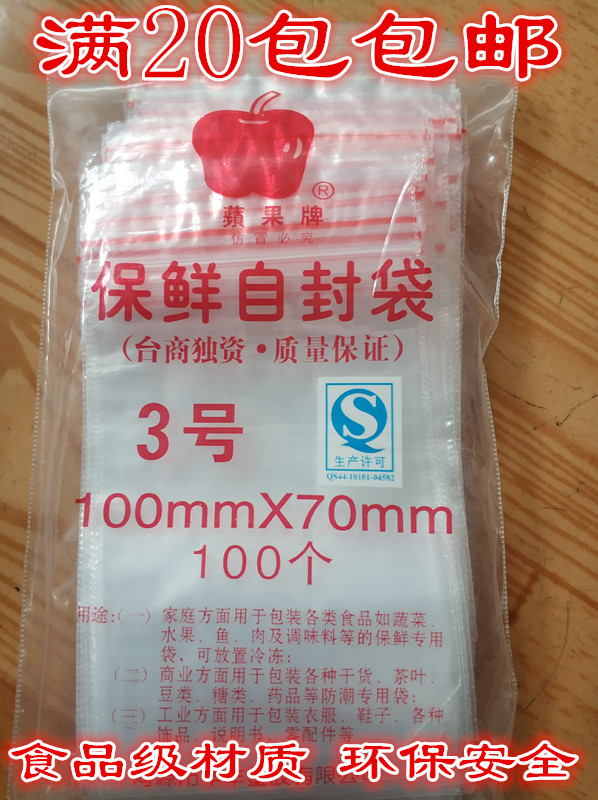 满20包包邮
R
蘋果牌
仿冒必究
保鲜自封袋
(台商独资·质量保证)
3号
QS
生产许可
QS44-10101-04582
100mmX70mm
100个
用途:(一) 家庭方面用于包装各类食品如蔬菜、
水果、鱼、肉及调味料等的保鲜专用
袋,可放置冷冻;
(二) 商业方面用于包装各种干货、茶叶、
豆类、糖类、药品等防潮专用袋;
(三) 工业方面用于包装衣服、鞋子、各种
饰品、说明书、零配件等
食品级材质 环保安全
有限公